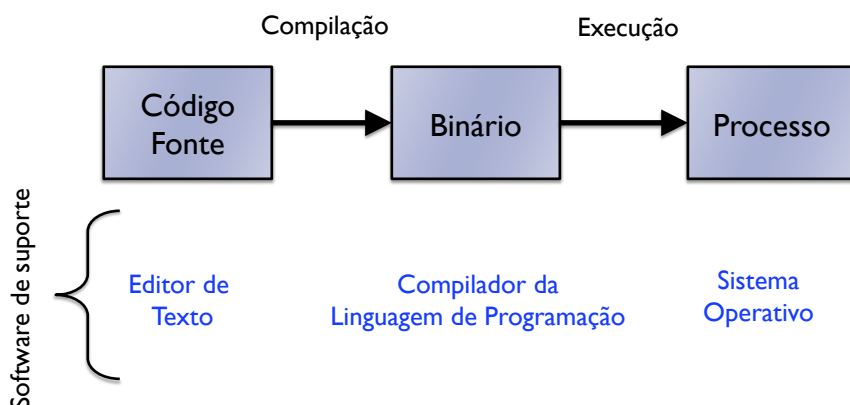 Compilação
Execução
Código
Fonte
Binário
Processo
Software de suporte
Editor de
Texto
Compilador da
Linguagem de Programação
Sistema
Operativo